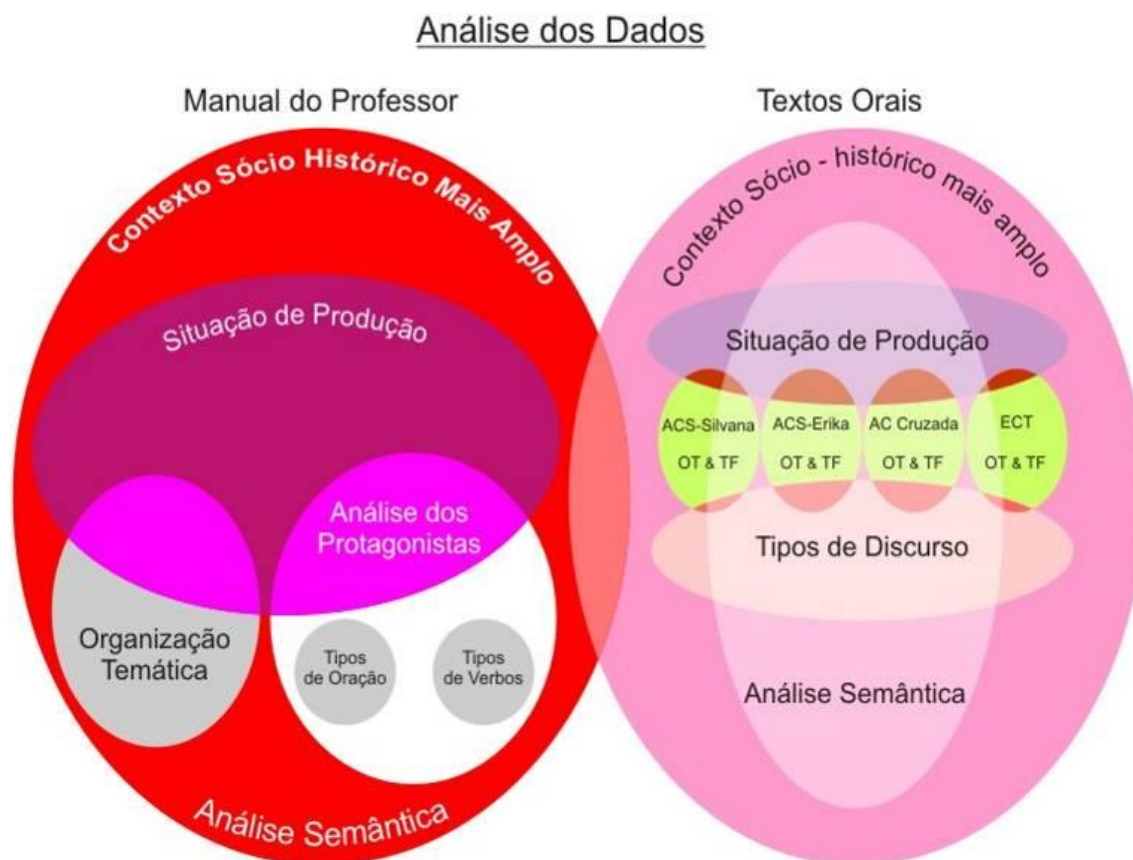 Análise dos Dados
Manual do Professor
Contexto Sócio Histórico Mais Amplo
Situação de Produção
Análise dos
Protagonistas
Organização
Temática
Tipos
de Oração
Tipos
de Verbos
Análise Semântica
Textos Orais
Contexto Sócio - histórico mais amplo
Situação de Produção
ACS-Silvana
OT & TF
ACS-Erika
OT & TF
AC Cruzada
OT & TF
ECT
OT & TF
Tipos de Discurso
Análise Semântica